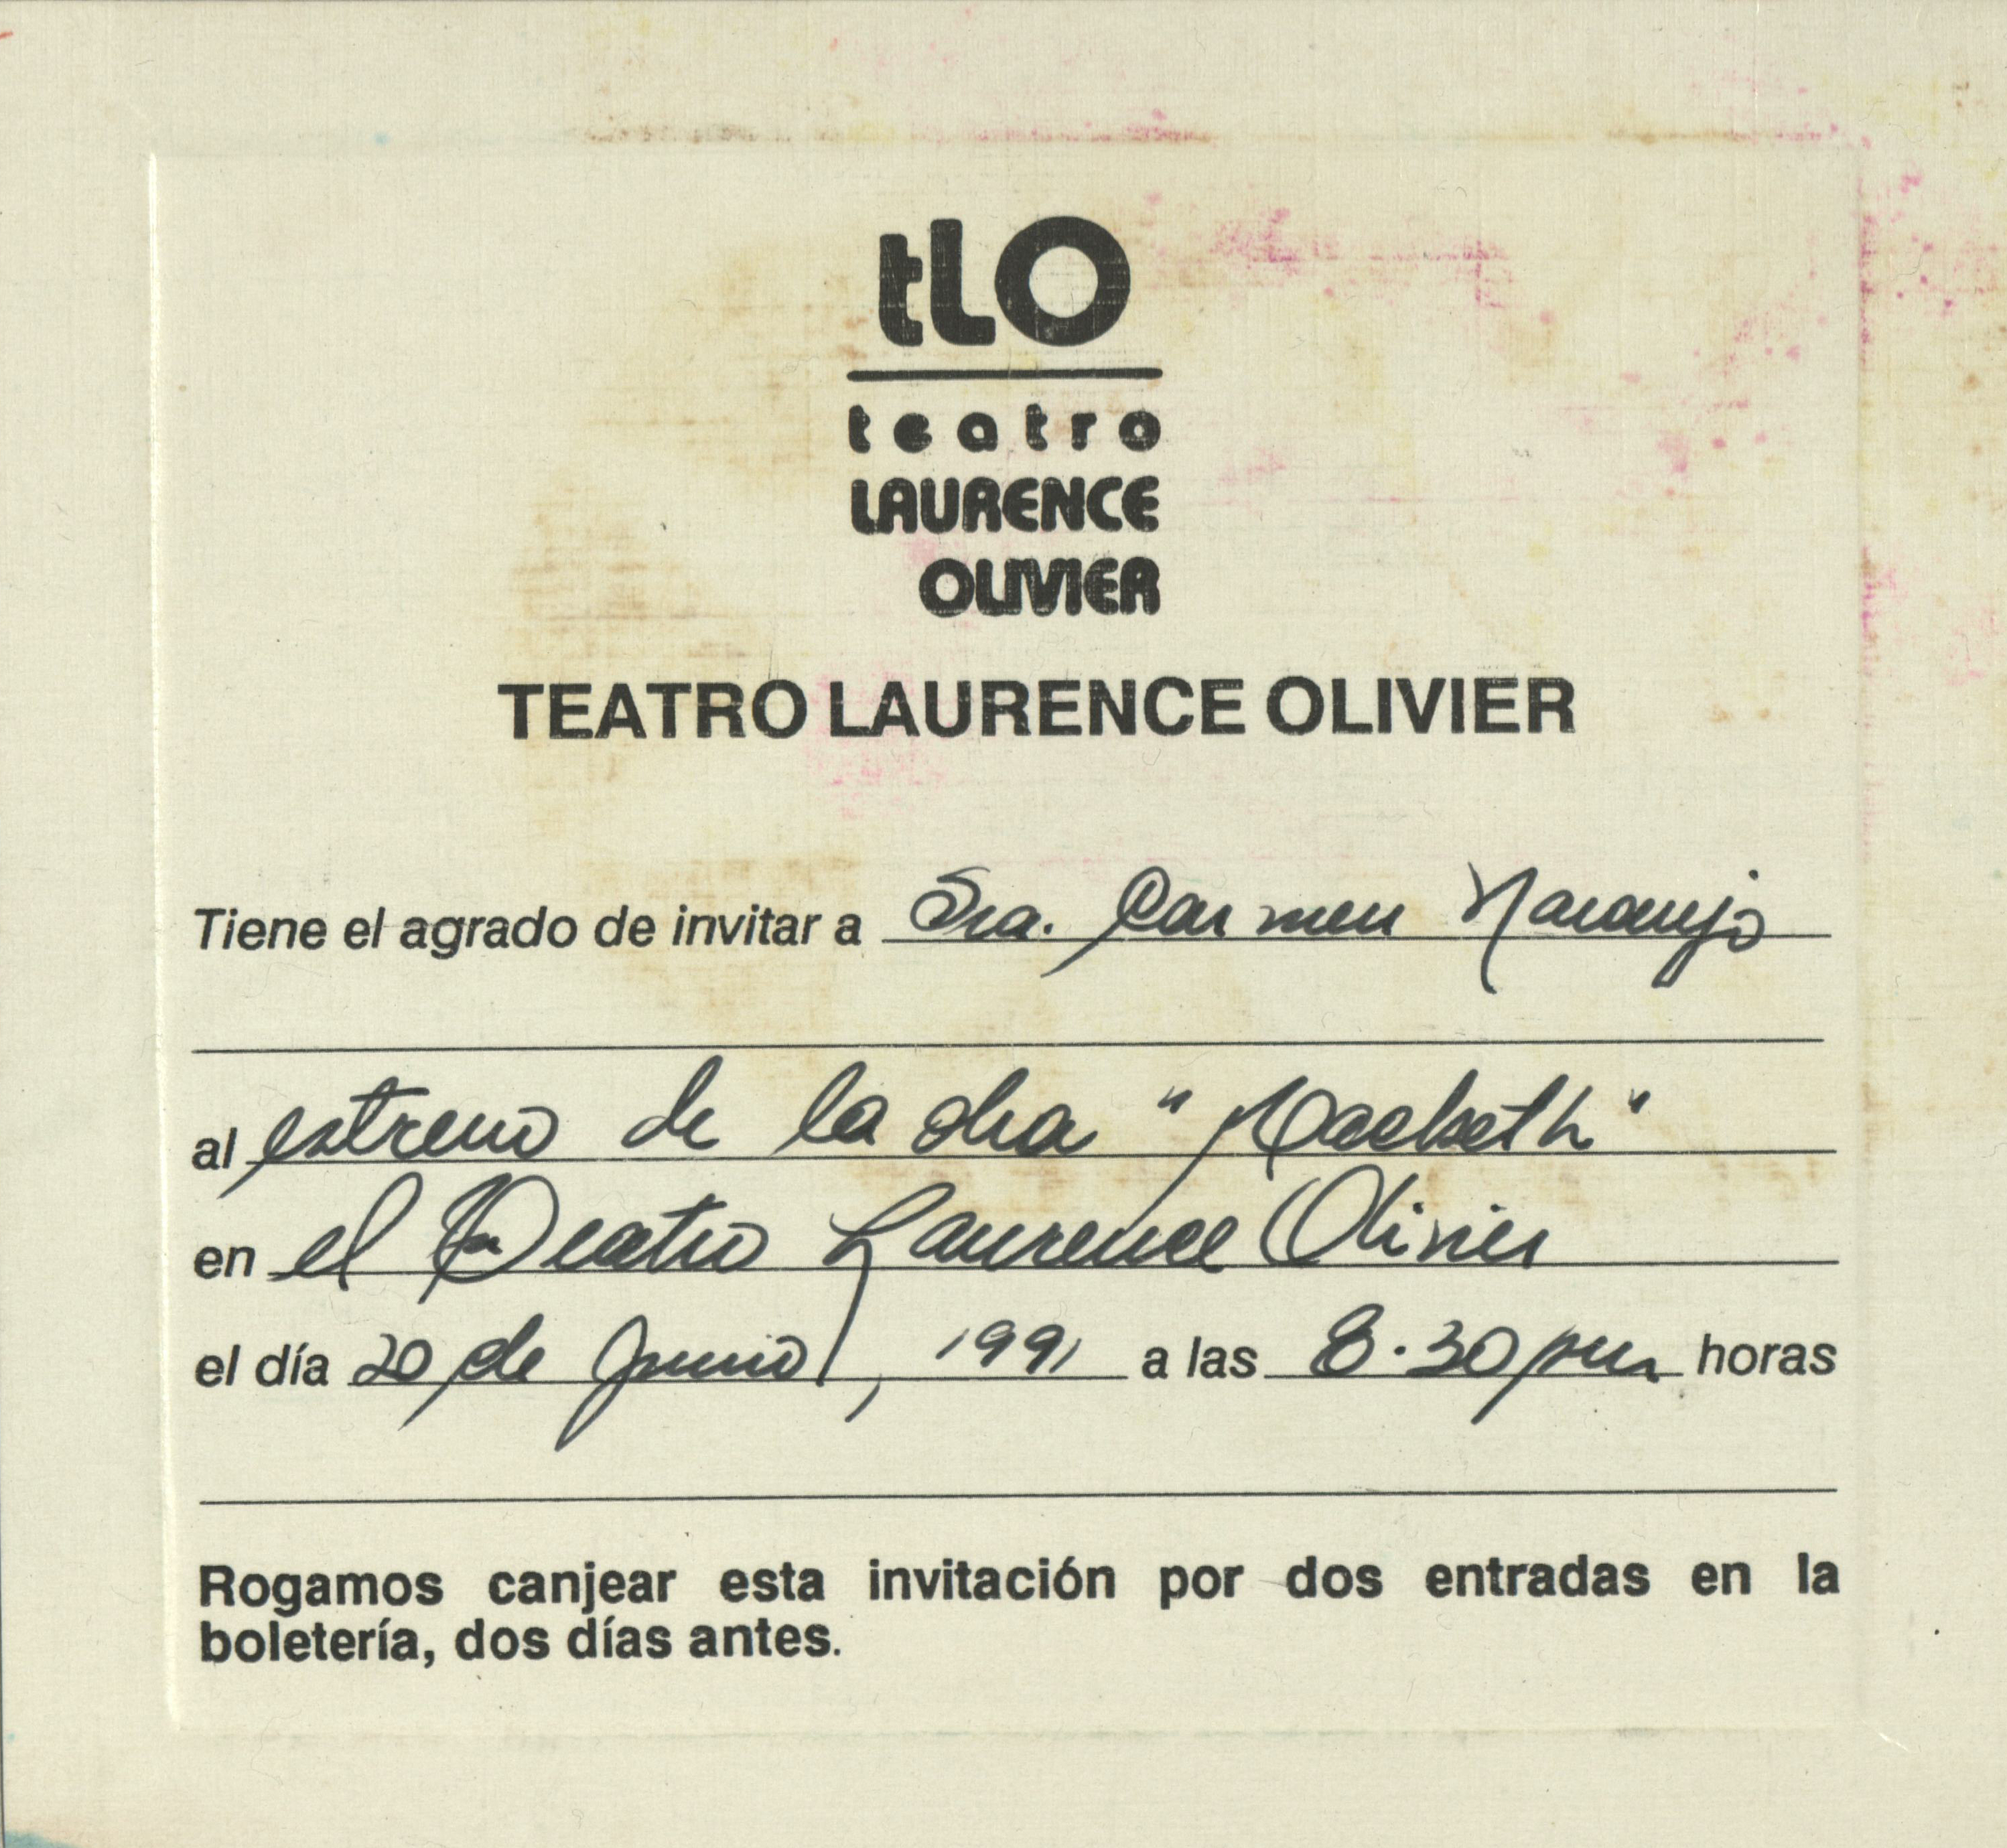 tLO
teatro
LAURENCE
OLIVIER
TEATRO LAURENCE OLIVIER
Tiene el agrado de invitar a Sra. Carmen Naranjo
al estreno de la obra "Macbeth"
en el Teatro Laurence Olivier
el día 20 de Junio, 1991 a las 8.30 pm horas
Rogamos canjear esta invitación por dos entradas en la
boletería, dos días antes.